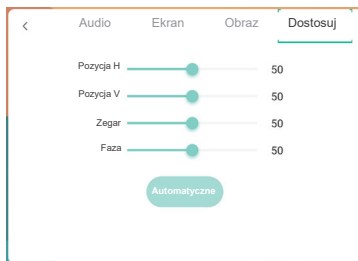 Audio Ekran Obraz Dostosuj
Pozycja H 50
Pozycja V 50
Zegar 50
Faza 50
Automatyczne